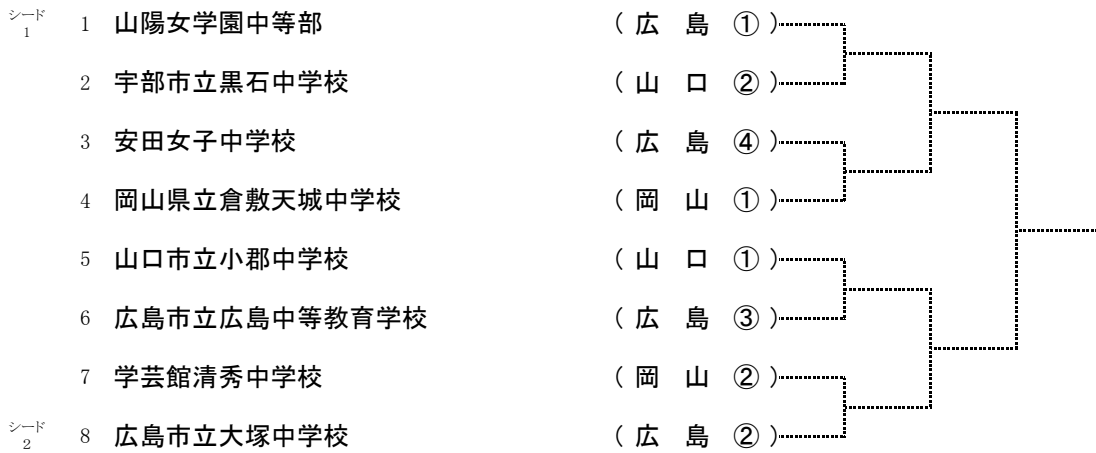 シード1 1 山陽女学園中等部 (広島①)
2 宇部市立黒石中学校 (山口②)
3 安田女子中学校 (広島④)
4 岡山県立倉敷天城中学校 (岡山①)
5 山口市立小郡中学校 (山口①)
6 広島市立広島中等教育学校 (広島③)
7 学芸館清秀中学校 (岡山②)
シード2 8 広島市立大塚中学校 (広島②)